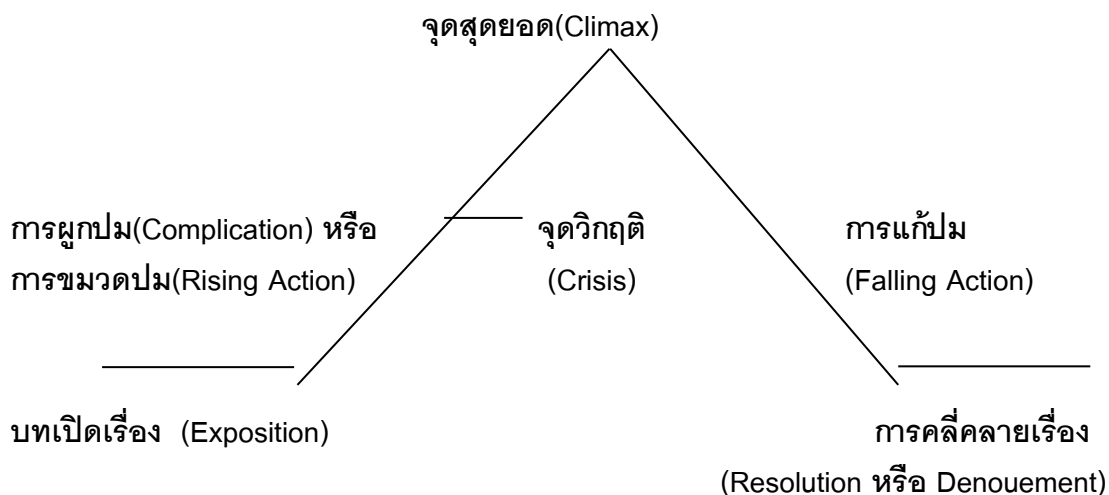 จุดสุดยอด(Climax)
การผูกปม(Complication) หรือ
การขมวดปม(Rising Action)
จุดวิกฤติ
(Crisis)
การแก้ปม
(Falling Action)
บทเปิดเรื่อง (Exposition)
การคลี่คลายเรื่อง
(Resolution หรือ Denouement)